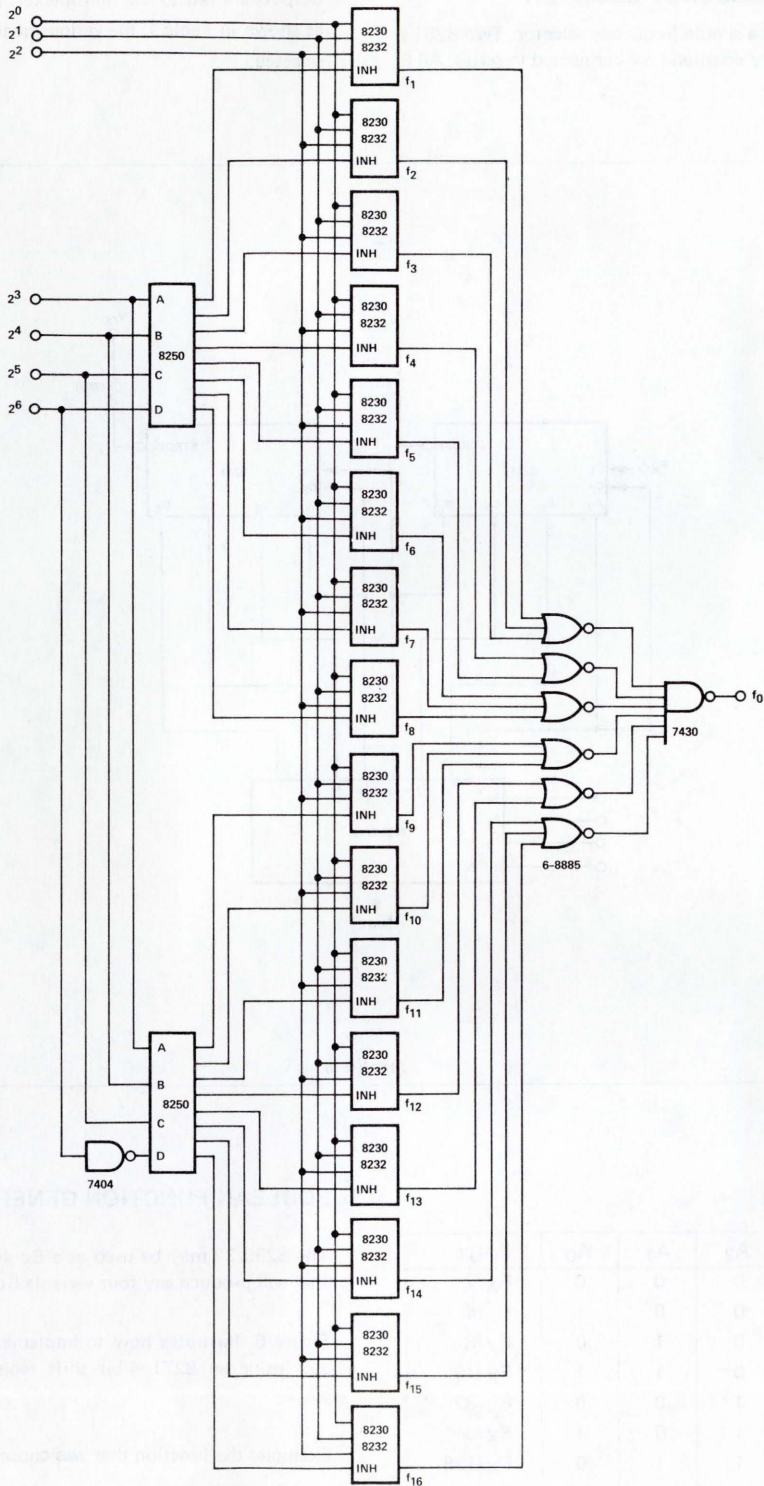 2⁰
2¹
2²
8230
8232
INH
f₁
8230
8232
INH
f₂
8230
8232
INH
f₃
2³
2⁴
2⁵
2⁶
A
B
8250
C
D
8230
8232
INH
f₄
8230
8232
INH
f₅
8230
8232
INH
f₆
8230
8232
INH
f₇
8230
8232
INH
f₈
f₀
7430
8230
8232
INH
f₉
6-8885
8230
8232
INH
f₁₀
8230
8232
INH
f₁₁
A
B
8250
C
D
7404
8230
8232
INH
f₁₂
8230
8232
INH
f₁₃
8230
8232
INH
f₁₄
8230
8232
INH
f₁₅
8230
8232
INH
f₁₆